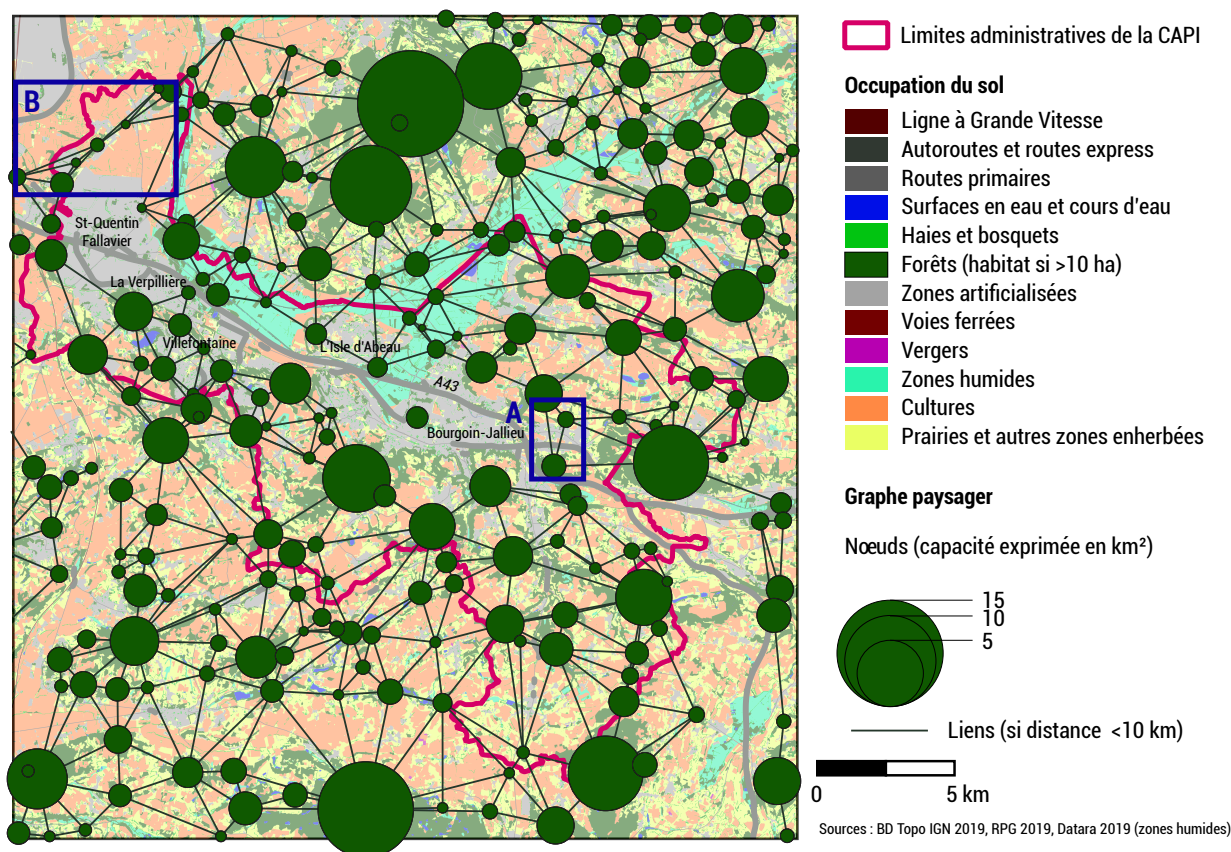 B
St-Quentin
Fallavier
La Verpillière
Villefontaine
L'Isle d'Abeau
A43
A
Bourgoin-Jallieu
Limites administratives de la CAPI
Occupation du sol
Ligne à Grande Vitesse
Autoroutes et routes express
Routes primaires
Surfaces en eau et cours d'eau
Haies et bosquets
Forêts (habitat si >10 ha)
Zones artificialisées
Voies ferrées
Vergers
Zones humides
Cultures
Prairies et autres zones enherbées
Graphe paysager
Nœuds (capacité exprimée en km²)
15
10
5
Liens (si distance <10 km)
0 5 km
Sources : BD Topo IGN 2019, RPG 2019, Datara 2019 (zones humides)